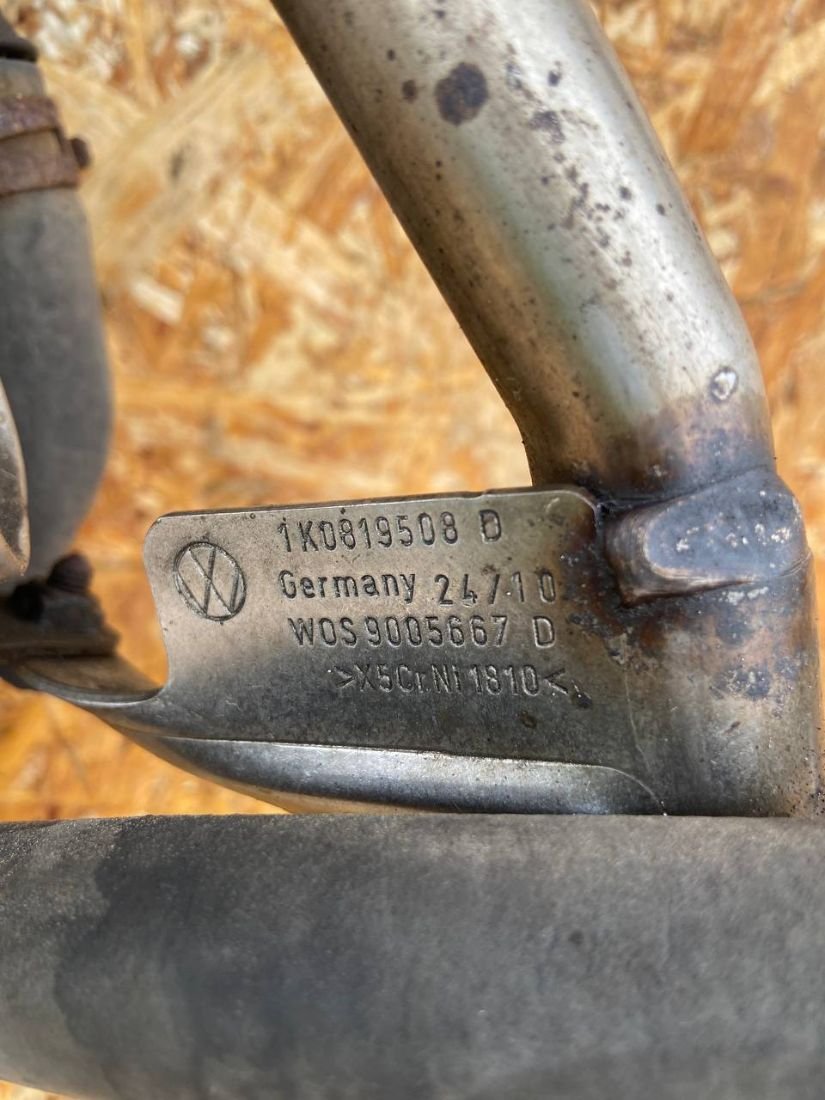 1K0819508 D
Germany 24/10
WOS 9005667 D
>X5CrNi1810<